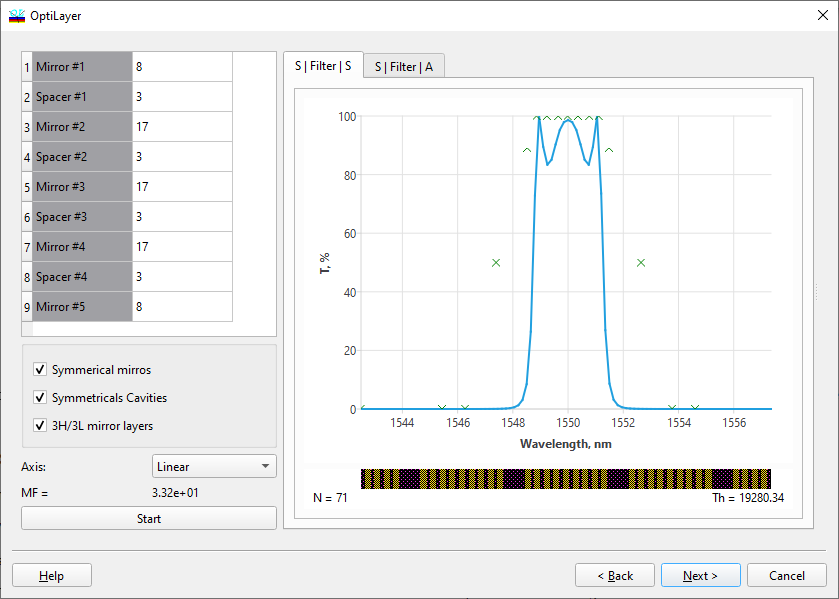 OptiLayer
1 Mirror #1 8
2 Spacer #1 3
3 Mirror #2 17
4 Spacer #2 3
5 Mirror #3 17
6 Spacer #3 3
7 Mirror #4 17
8 Spacer #4 3
9 Mirror #5 8
Symmerical mirros
Symmetricals Cavities
3H/3L mirror layers
Axis: Linear
MF = 3.32e+01
Start
S | Filter | S
S | Filter | A
100
80
60
40
20
0
T, %
1544 1546 1548 1550 1552 1554 1556
Wavelength, nm
N = 71
Th = 19280.34
Help
< Back
Next >
Cancel